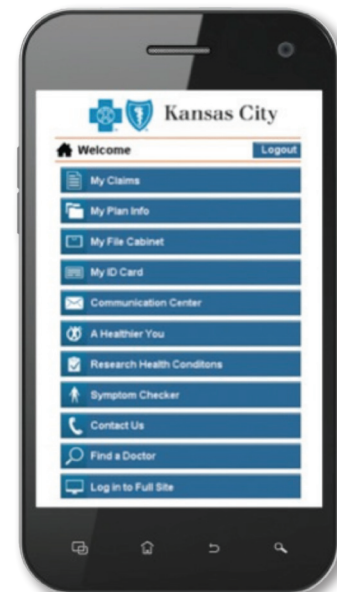 Kansas City
Welcome
Logout
My Claims
My Plan Info
My File Cabinet
My ID Card
Communication Center
A Healthier You
Research Health Conditons
Symptom Checker
Contact Us
Find a Doctor
Log in to Full Site